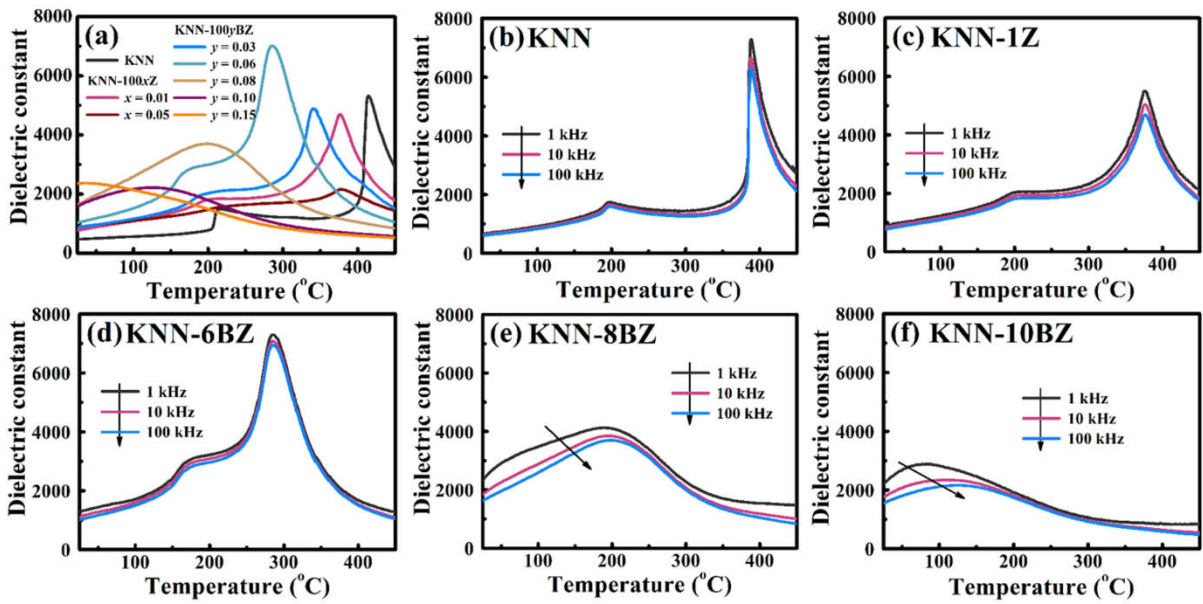 (a)
KNN
KNN-100xZ
x = 0.01
x = 0.05
KNN-100yBZ
y = 0.03
y = 0.06
y = 0.08
y = 0.10
y = 0.15
Dielectric constant
8000
6000
4000
2000
0
100 200 300 400
Temperature (°C)
(b) KNN
1 kHz
10 kHz
100 kHz
Dielectric constant
8000
6000
4000
2000
0
100 200 300 400
Temperature (°C)
(c) KNN-1Z
1 kHz
10 kHz
100 kHz
Dielectric constant
8000
6000
4000
2000
0
100 200 300 400
Temperature (°C)
(d) KNN-6BZ
1 kHz
10 kHz
100 kHz
Dielectric constant
8000
6000
4000
2000
0
100 200 300 400
Temperature (°C)
(e) KNN-8BZ
1 kHz
10 kHz
100 kHz
Dielectric constant
8000
6000
4000
2000
0
100 200 300 400
Temperature (°C)
(f) KNN-10BZ
1 kHz
10 kHz
100 kHz
Dielectric constant
8000
6000
4000
2000
0
100 200 300 400
Temperature (°C)